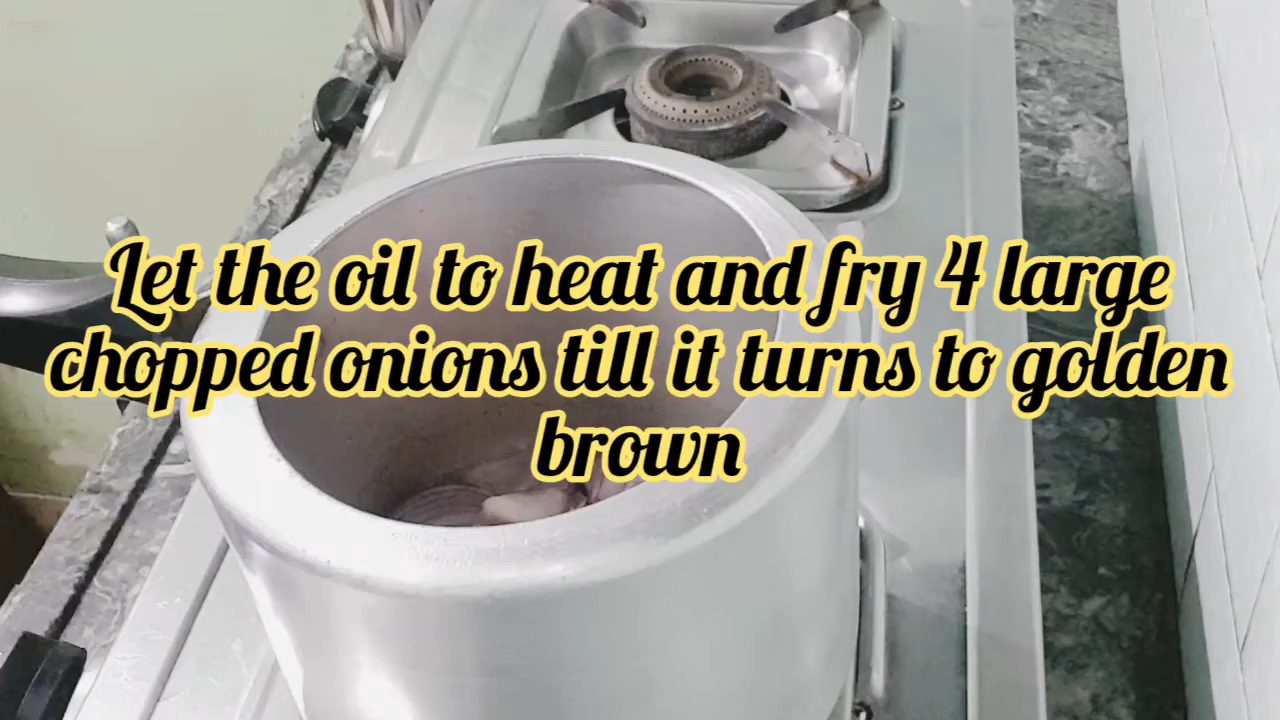 Let the oil to heat and fry 4 large
chopped onions till it turns to golden
brown